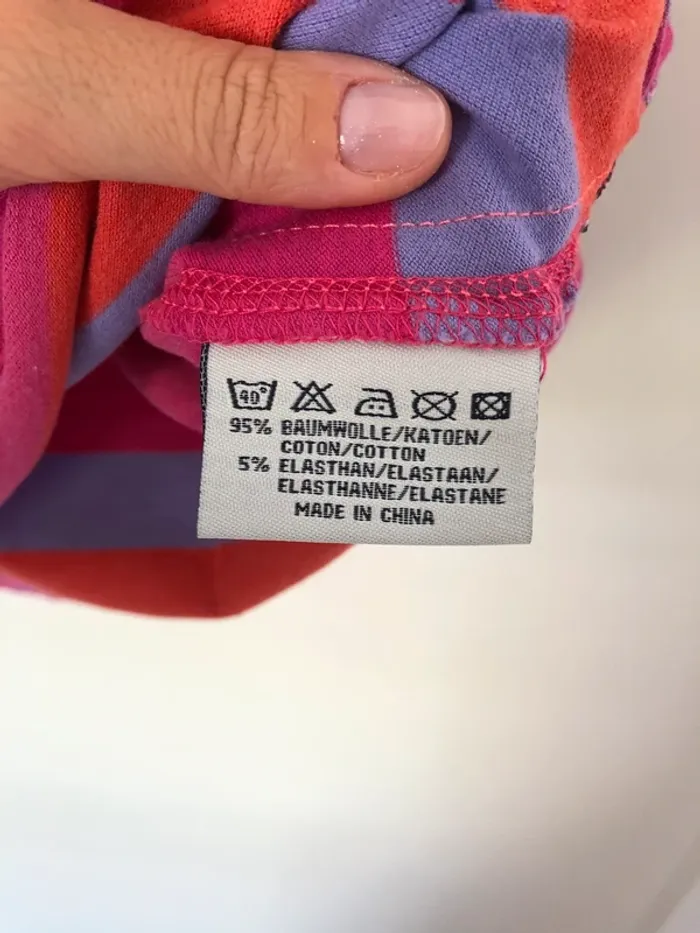 40°
95% BAUMWOLLE/KATOEN/
COTON/COTTON
5% ELASTHAN/ELASTAAN/
ELASTHANNE/ELASTANE
MADE IN CHINA